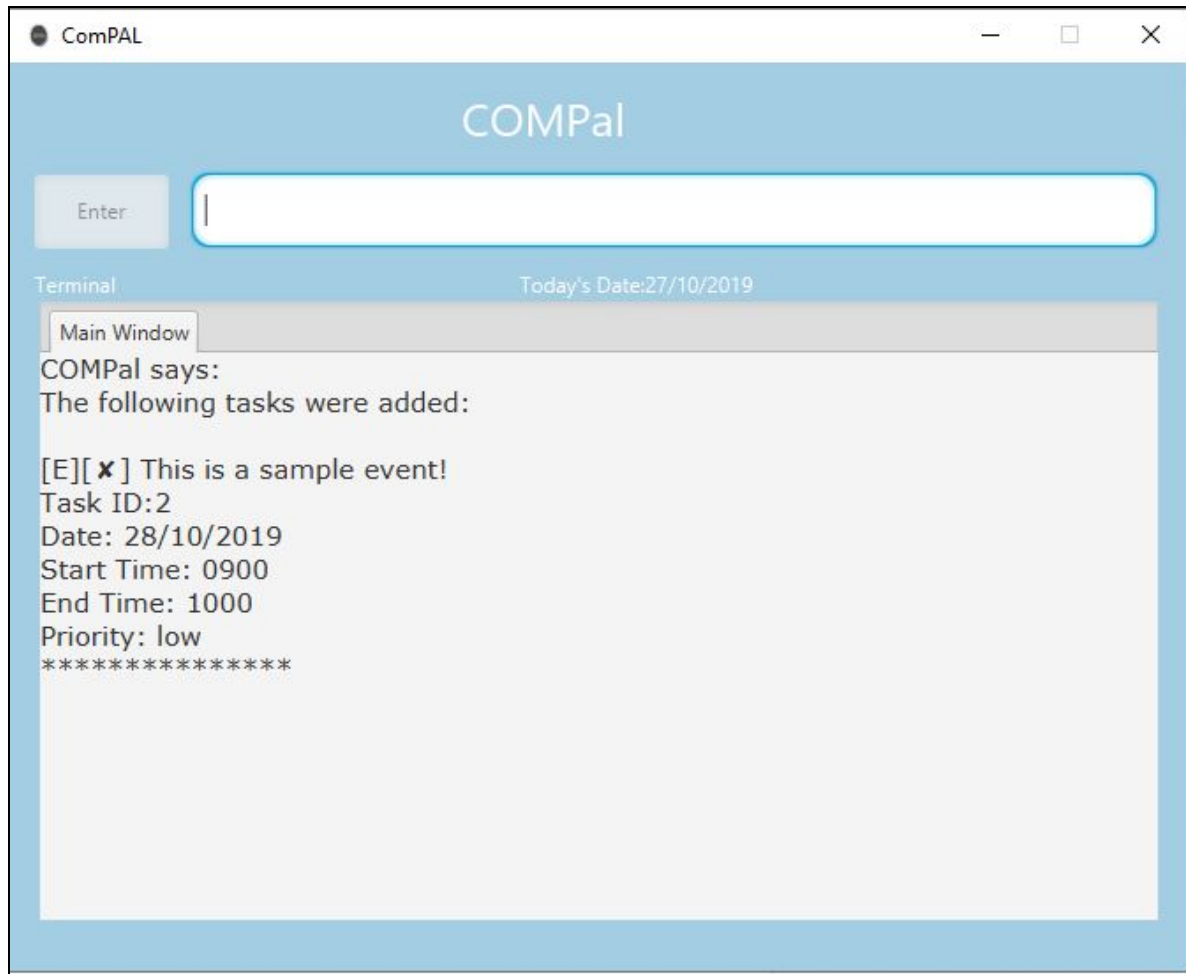 ComPAL
COMPal
Enter
Terminal
Today's Date:27/10/2019
Main Window
COMPal says:
The following tasks were added:
[E][✘] This is a sample event!
Task ID:2
Date: 28/10/2019
Start Time: 0900
End Time: 1000
Priority: low
***************